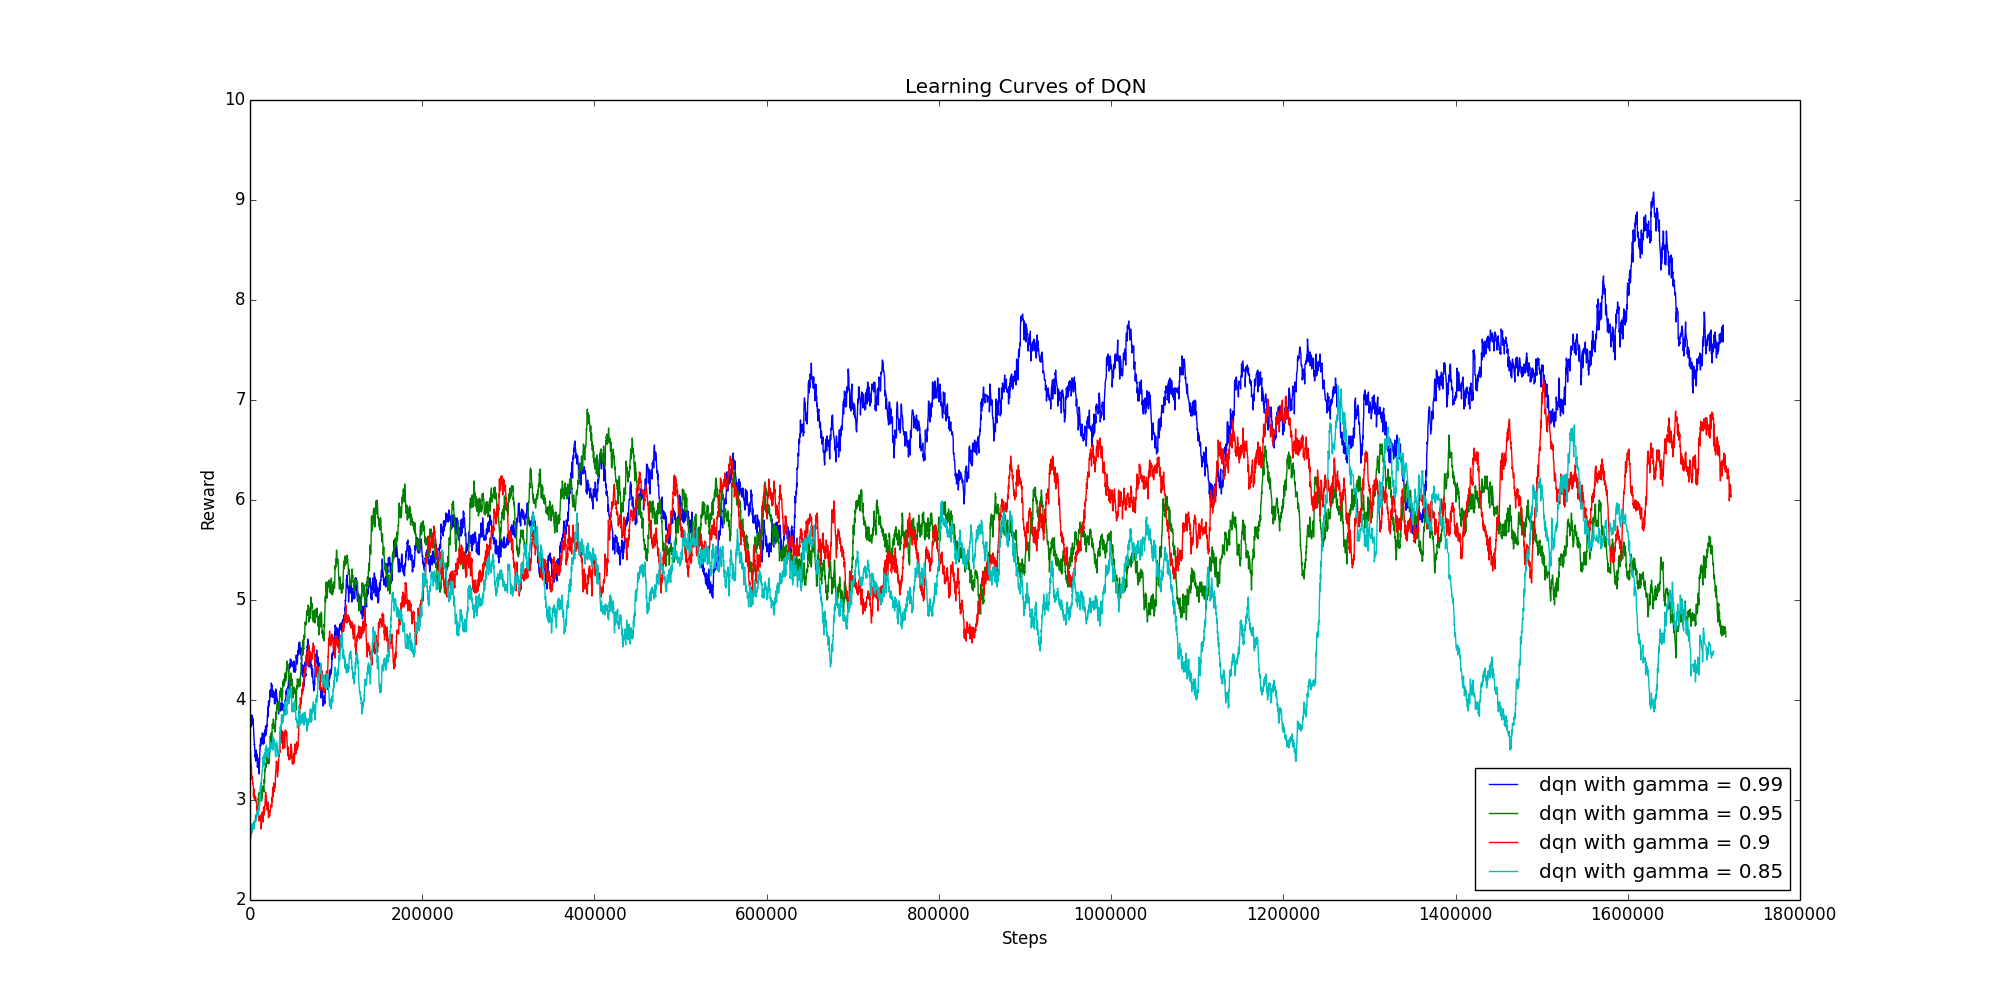 Learning Curves of DQN
10
9
8
7
6
5
4
3
2
Reward
0
200000
400000
600000
800000
1000000
1200000
1400000
1600000
1800000
Steps
dqn with gamma = 0.99
dqn with gamma = 0.95
dqn with gamma = 0.9
dqn with gamma = 0.85